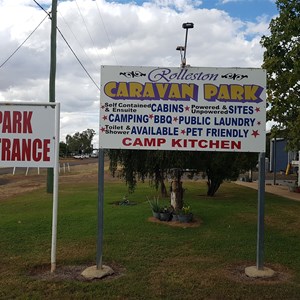 PARK
TRANCE
Rolleston
CARAVAN PARK
Self Contained & Ensuite CABINS ★ Powered & Unpowered SITES
CAMPING ★ BBQ ★ PUBLIC LAUNDRY
Toilet & Shower AVAILABLE ★ PET FRIENDLY ★
CAMP KITCHEN